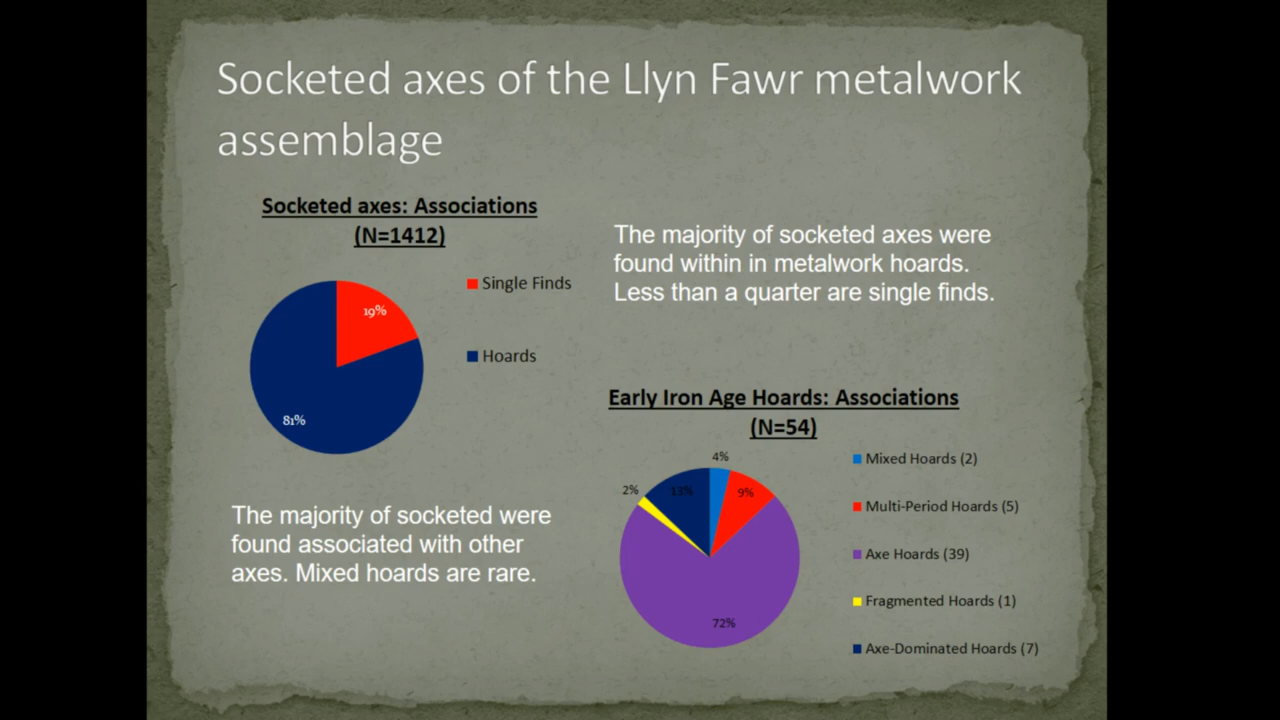 Socketed axes of the Llyn Fawr metalwork
assemblage
Socketed axes: Associations
(N=1412)
Single Finds
19%
Hoards
81%
The majority of socketed axes were
found within in metalwork hoards.
Less than a quarter are single finds.
Early Iron Age Hoards: Associations
(N=54)
4%
Mixed Hoards (2)
2%
13%
9%
Multi-Period Hoards (5)
Axe Hoards (39)
Fragmented Hoards (1)
72%
Axe-Dominated Hoards (7)
The majority of socketed were
found associated with other
axes. Mixed hoards are rare.